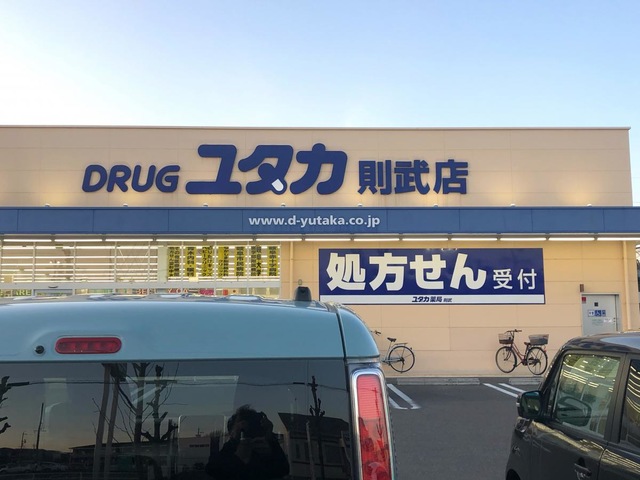 DRUG ユタカ 則武店
www.d-yutaka.co.jp
処方せん受付
ユタカ薬局 則武